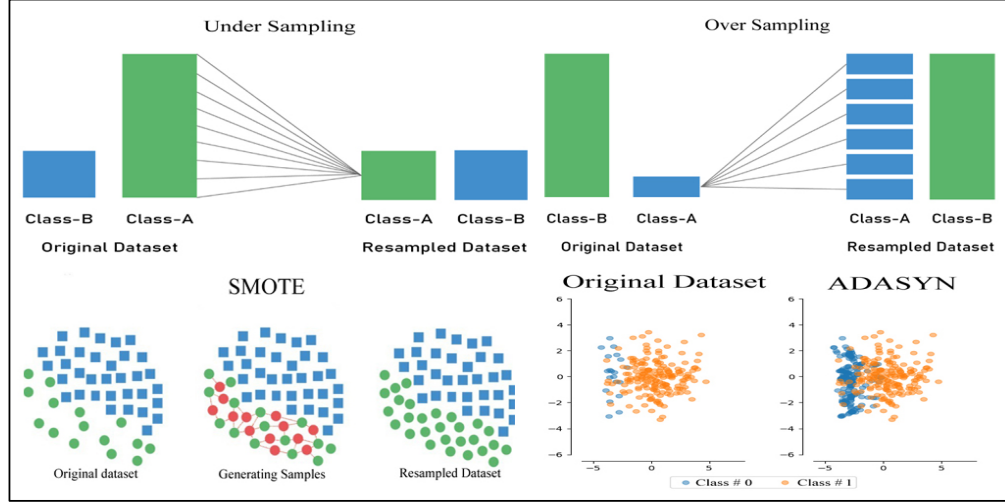 Under Sampling
Class-B Class-A Class-A Class-B
Original Dataset Resampled Dataset
Over Sampling
Class-B Class-A Class-A Class-B
Original Dataset Resampled Dataset
SMOTE
Original dataset Generating Samples Resampled Dataset
Original Dataset ADASYN
6 6
4 4
2 2
0 0
−2 −2
−4 −4
−6 −6
−5 0 5 −5 0 5
Class # 0 Class # 1